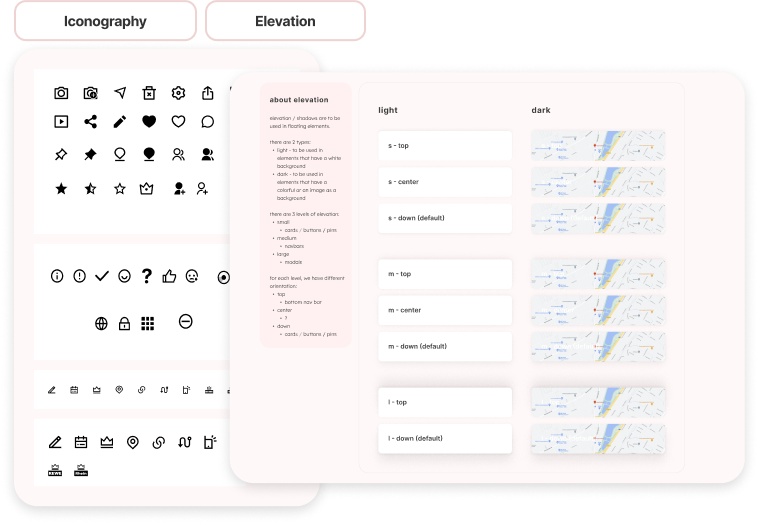 Iconography
Elevation
about elevation
elevation / shadows are to be
used in floating elements.
there are 2 types:
• light - to be used in
elements that have a white
background
• dark - to be used in
elements that have a
colorful or an image as a
background
there are 3 levels of elevation:
• small
• cards / buttons / pins
• medium
• navbars
• large
• modals
for each level, we have different
orientation:
• top
• bottom nav bar
• center
• ?
• down
• cards / buttons / pins
light
dark
s - top
s - center
s - down (default)
m - top
m - center
m - down (default)
l - top
l - down (default)